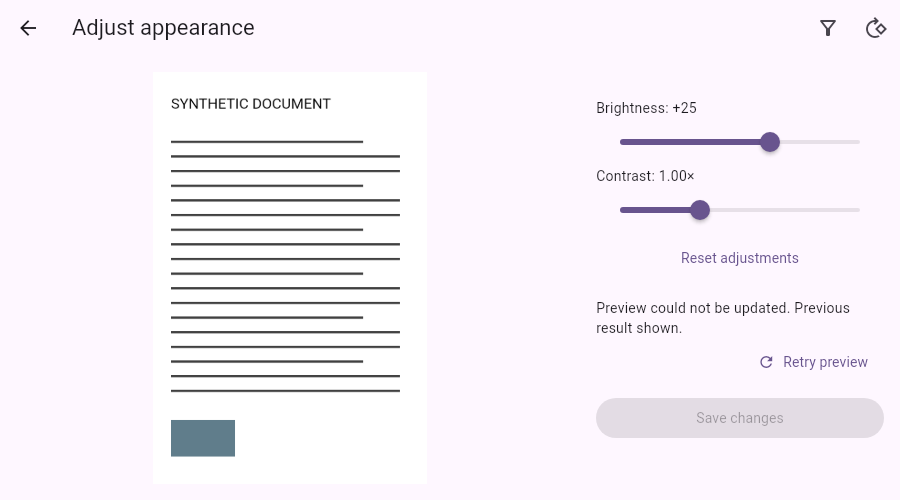 Adjust appearance
SYNTHETIC DOCUMENT
Brightness: +25
Contrast: 1.00×
Reset adjustments
Preview could not be updated. Previous
result shown.
Retry preview
Save changes